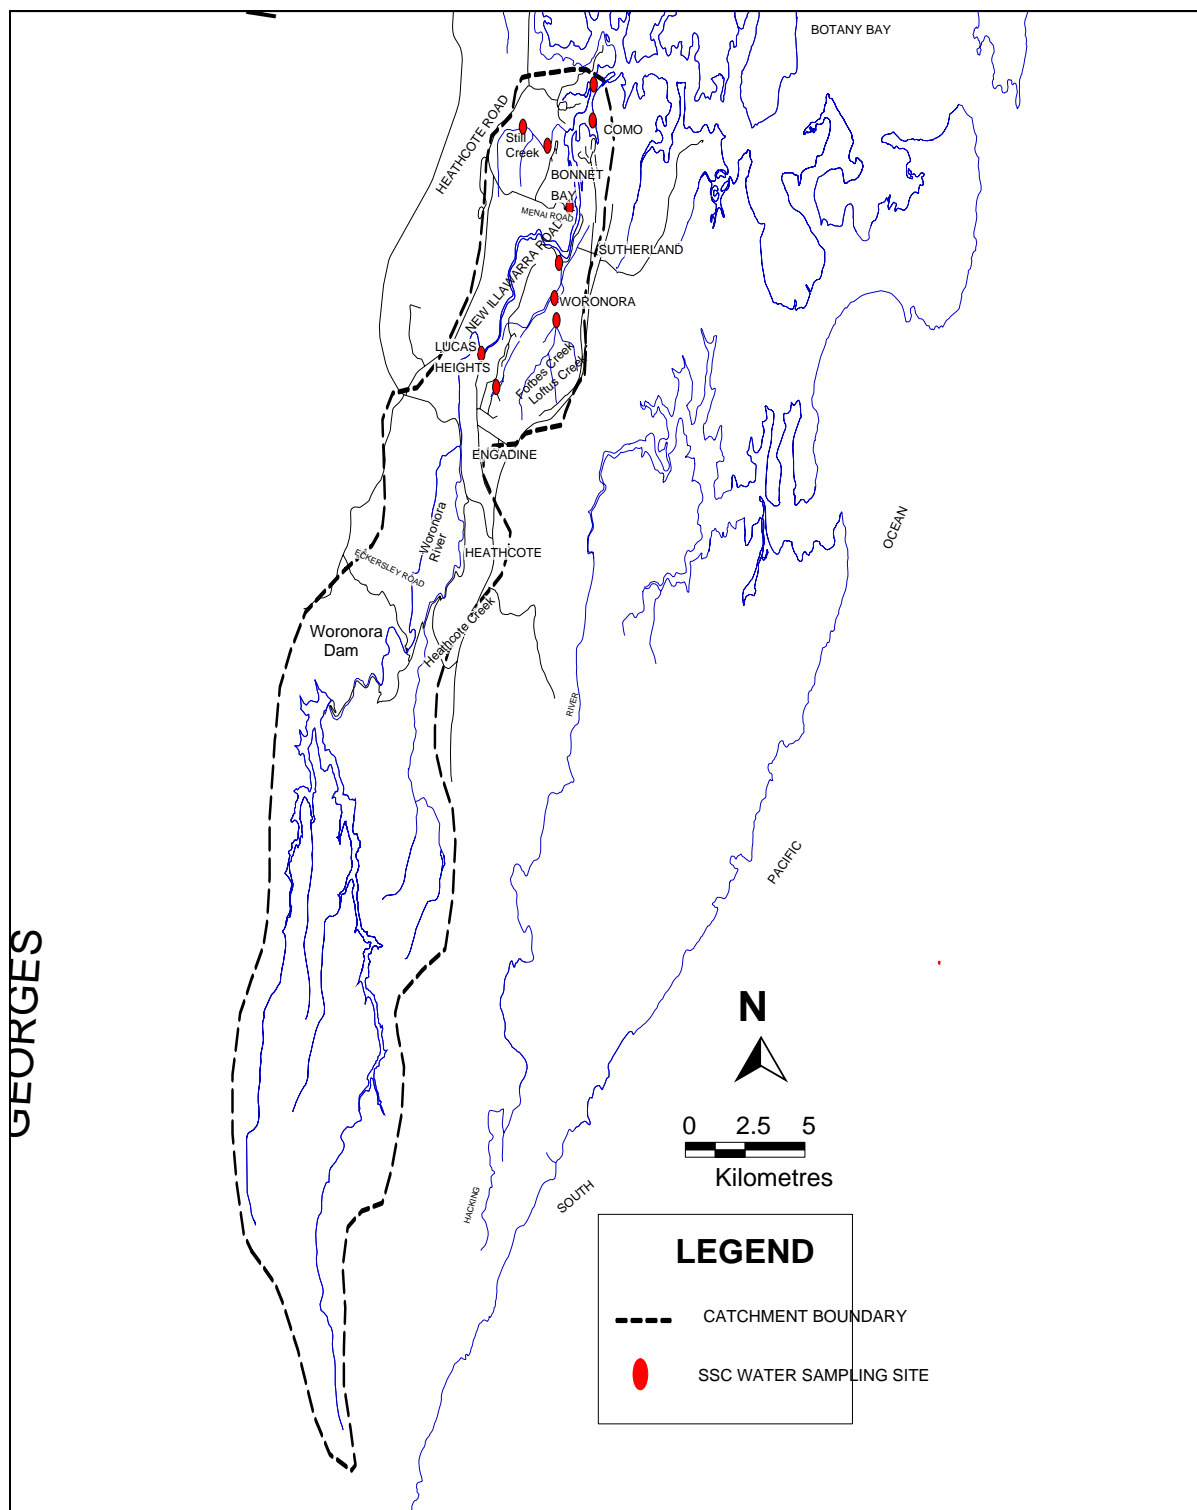 BOTANY BAY
HEATHCOTE ROAD
COMO
Still
Creek
BONNET
BAY
MENAI ROAD
SUTHERLAND
NEW ILLAWARRA ROAD
WORONORA
LUCAS
HEIGHTS
Forbes Creek
Loftus Creek
ENGADINE
OCEAN
Woronora
River
HEATHCOTE
ECKERSLEY ROAD
Heathcote Creek
Woronora
Dam
RIVER
PACIFIC
GEORGES
N
0 2.5 5
Kilometres
HACKING
SOUTH
LEGEND
CATCHMENT BOUNDARY
SSC WATER SAMPLING SITE